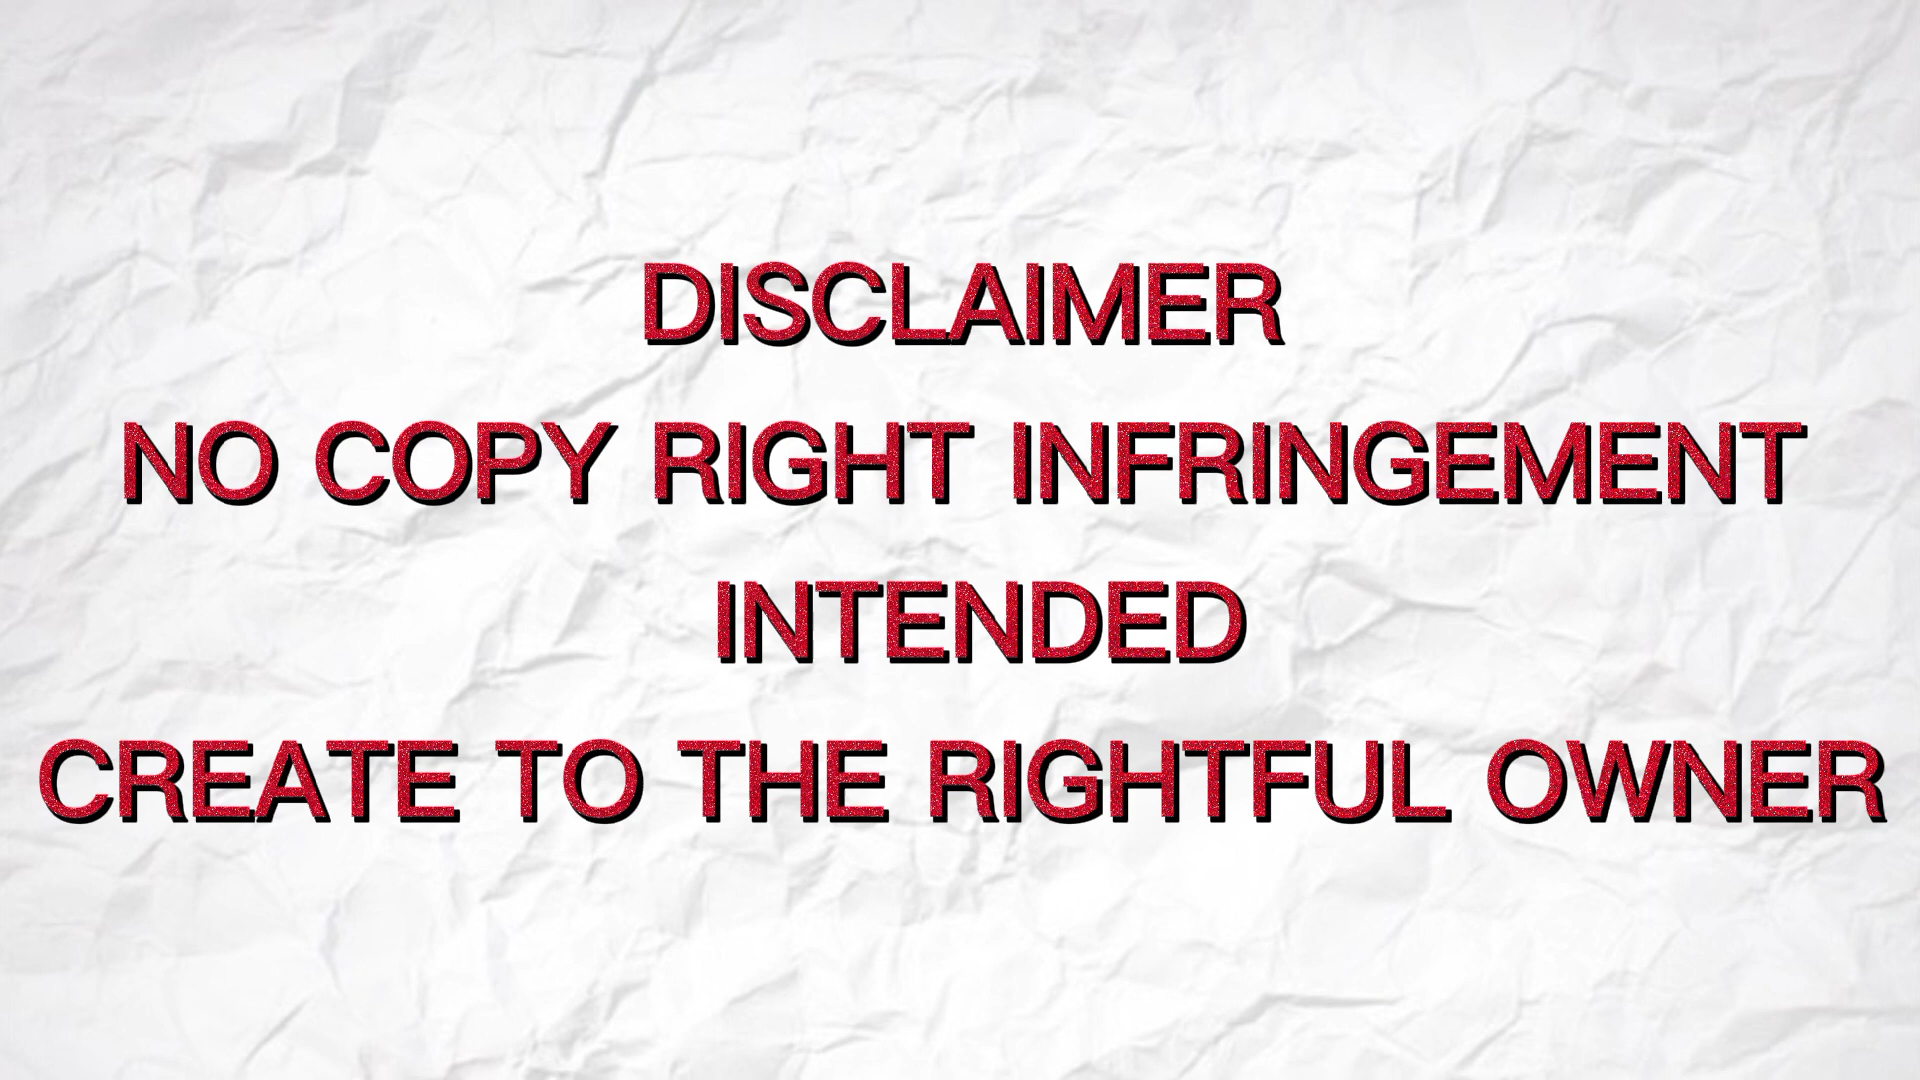 DISCLAIMER
NO COPY RIGHT INFRINGEMENT
INTENDED
CREATE TO THE RIGHTFUL OWNER